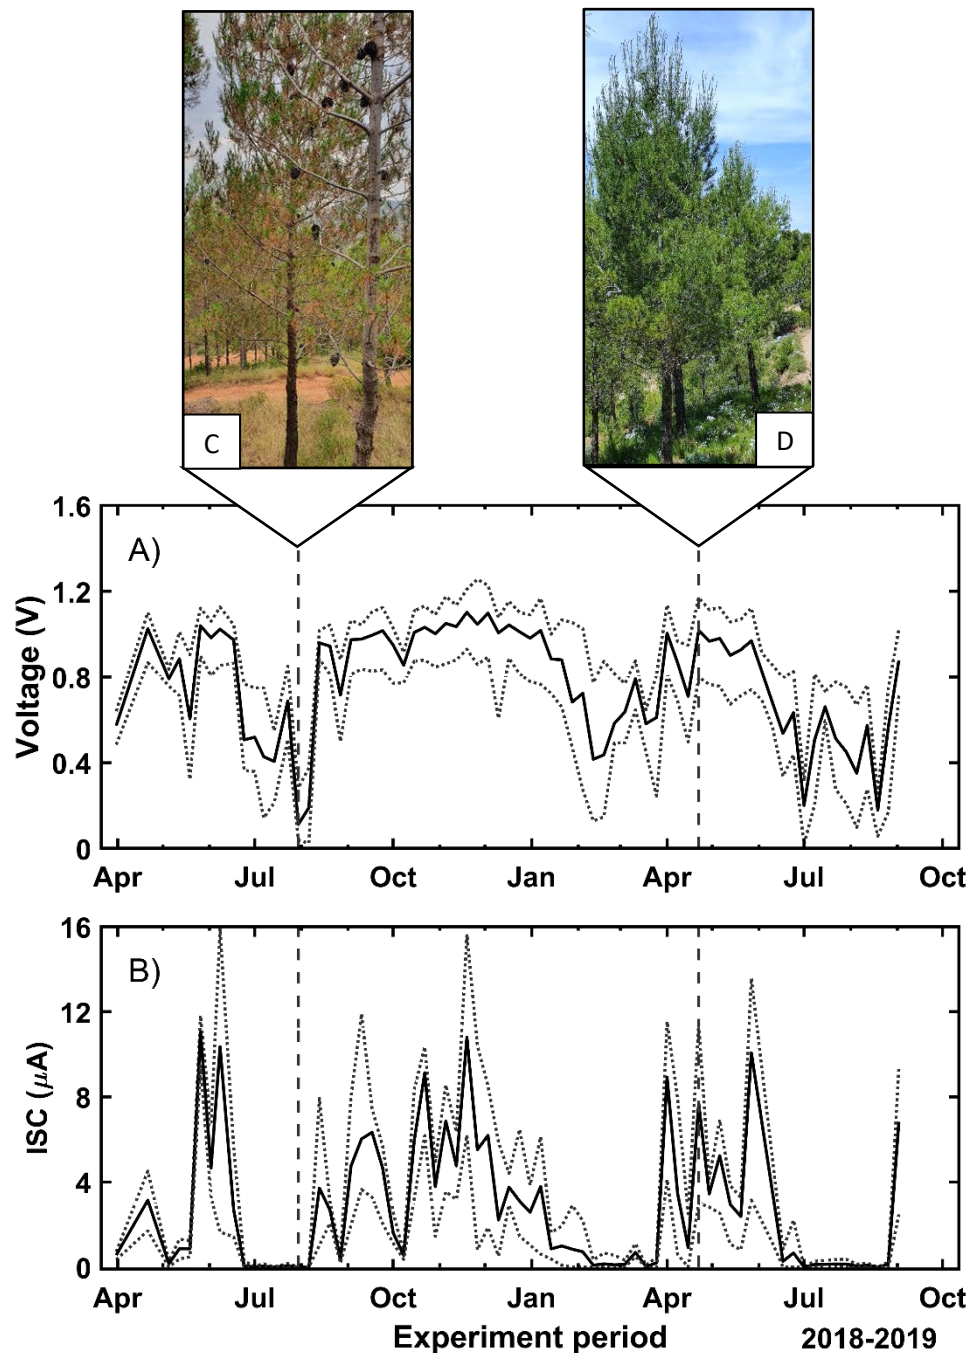 C
D
A)
1.6
1.2
0.8
0.4
0
Voltage (V)
Apr Jul Oct Jan Apr Jul Oct
B)
16
12
8
4
0
ISC (μA)
Apr Jul Oct Jan Apr Jul Oct
Experiment period 2018-2019